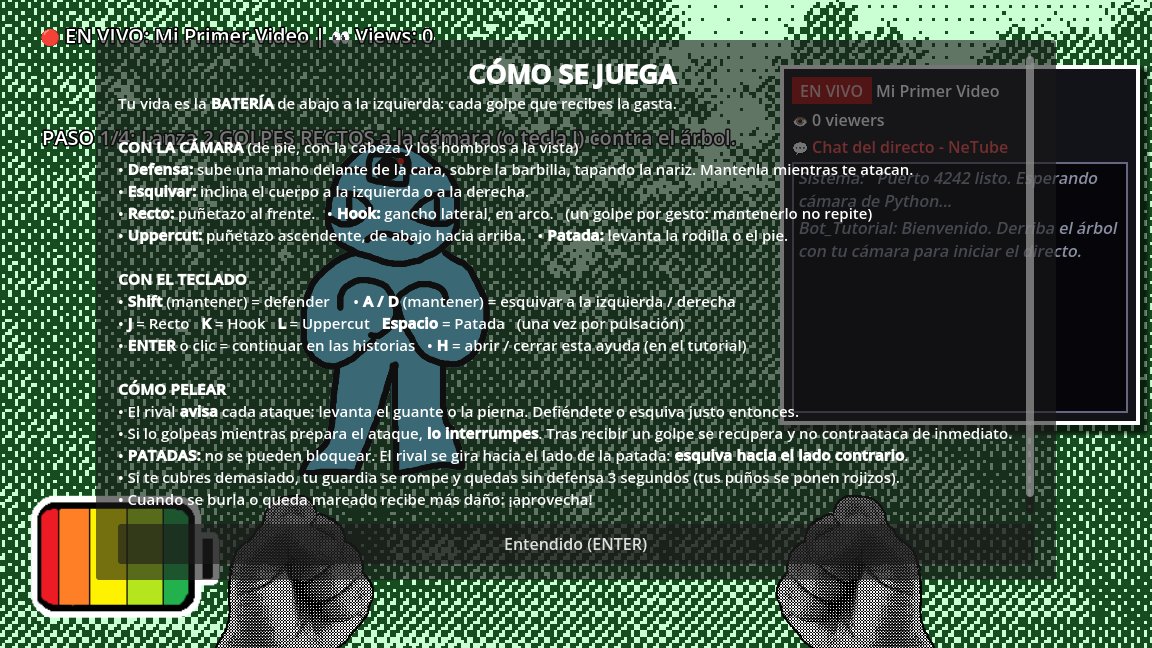 🔴 EN VIVO: Mi Primer Video | 👀 Views: 0
CÓMO SE JUEGA
Tu vida es la BATERÍA de abajo a la izquierda: cada golpe que recibes la gasta.
PASO 1/4: Lanza 2 GOLPES RECTOS a la cámara (o tecla J) contra el árbol.
CON LA CÁMARA (de pie, con la cabeza y los hombros a la vista)
• Defensa: sube una mano delante de la cara, sobre la barbilla, tapando la nariz. Mantenla mientras te atacan.
• Esquivar: inclina el cuerpo a la izquierda o a la derecha.
• Recto: puñetazo al frente. • Hook: gancho lateral, en arco. (un golpe por gesto: mantenerlo no repite)
• Uppercut: puñetazo ascendente, de abajo hacia arriba. • Patada: levanta la rodilla o el pie.
CON EL TECLADO
• Shift (mantener) = defender • A / D (mantener) = esquivar a la izquierda / derecha
• J = Recto K = Hook L = Uppercut Espacio = Patada (una vez por pulsación)
• ENTER o clic = continuar en las historias • H = abrir / cerrar esta ayuda (en el tutorial)
CÓMO PELEAR
• El rival avisa cada ataque: levanta el guante o la pierna. Defiéndete o esquiva justo entonces.
• Si lo golpeas mientras prepara el ataque, lo interrumpes. Tras recibir un golpe se recupera y no contraataca de inmediato.
• PATADAS: no se pueden bloquear. El rival se gira hacia el lado de la patada: esquiva hacia el lado contrario.
• Si te cubres demasiado, tu guardia se rompe y quedas sin defensa 3 segundos (tus puños se ponen rojizos).
• Cuando se burla o queda mareado recibe más daño: ¡aprovecha!
Entendido (ENTER)
EN VIVO Mi Primer Video
👁 0 viewers
💬 Chat del directo - NeTube
Sistema: Puerto 4242 listo. Esperando
cámara de Python...
Bot_Tutorial: Bienvenido. Derriba el árbol
con tu cámara para iniciar el directo.